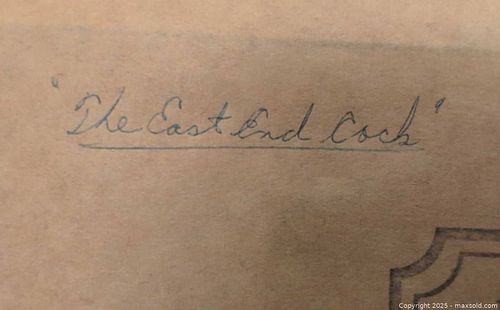 "The East End Cock"
Copyright 2025 - maxsold.com